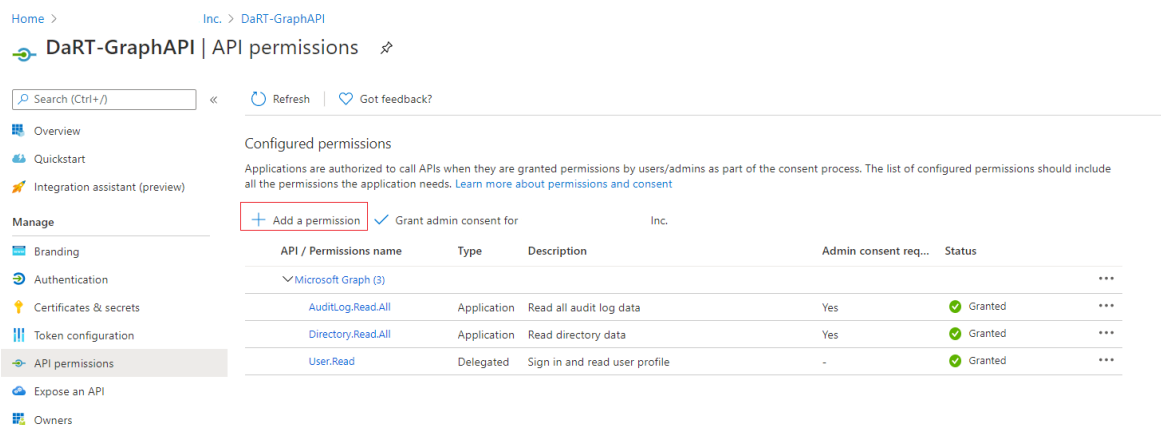 Home > Inc. > DaRT-GraphAPI
DaRT-GraphAPI | API permissions
Search (Ctrl+/)
«
Refresh
Got feedback?
Overview
Quickstart
Integration assistant (preview)
Manage
Branding
Authentication
Certificates & secrets
Token configuration
API permissions
Expose an API
Owners
Configured permissions
Applications are authorized to call APIs when they are granted permissions by users/admins as part of the consent process. The list of configured permissions should include
all the permissions the application needs. Learn more about permissions and consent
Add a permission Grant admin consent for Inc.
API / Permissions name Type Description Admin consent req... Status
Microsoft Graph (3)
AuditLog.Read.All Application Read all audit log data Yes Granted
Directory.Read.All Application Read directory data Yes Granted
User.Read Delegated Sign in and read user profile - Granted